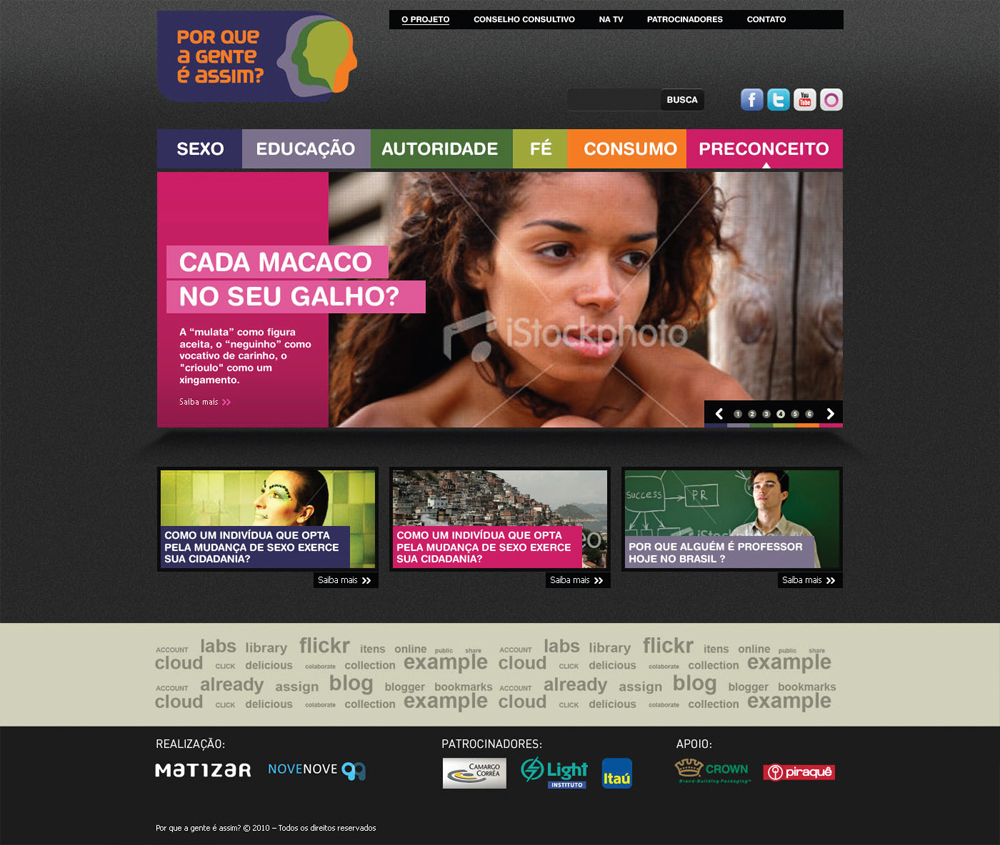 POR QUE
A GENTE
É ASSIM?
O PROJETO CONSELHO CONSULTIVO NA TV PATROCINADORES CONTATO
BUSCA
f t You Tube
SEXO EDUCAÇÃO AUTORIDADE FÉ CONSUMO PRECONCEITO
CADA MACACO
NO SEU GALHO?
A “mulata” como figura
aceita, o “neguinho” como
vocativo de carinho, o
"crioulo" como um
xingamento.
Saiba mais >>
iStockphoto
1 2 3 4 5 6
COMO UM INDIVÍDUA QUE OPTA
PELA MUDANÇA DE SEXO EXERCE
SUA CIDADANIA?
Saiba mais >>
COMO UM INDIVÍDUA QUE OPTA
PELA MUDANÇA DE SEXO EXERCE
SUA CIDADANIA?
Saiba mais >>
SUCCESS PR
POR QUE ALGUÉM É PROFESSOR
HOJE NO BRASIL ?
Saiba mais >>
ACCOUNT labs library flickr itens online public share ACCOUNT labs library flickr itens online public share
cloud CLICK delicious colaborate collection example cloud CLICK delicious colaborate collection example
ACCOUNT already assign blog blogger bookmarks ACCOUNT already assign blog blogger bookmarks
cloud CLICK delicious colaborate collection example cloud CLICK delicious colaborate collection example
REALIZAÇÃO: PATROCINADORES: APOIO:
MATIZAR NOVENOVE 99 CAMARGO CORRÊA Light INSTITUTO Itaú CROWN Brand-Building Packaging™ piraquê
Por que a gente é assim? © 2010 – Todos os direitos reservados